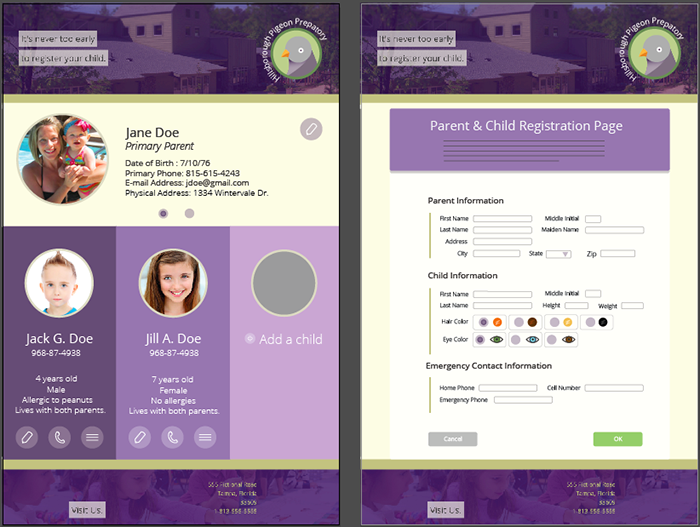 It's never too early
to register your child.
Hillsborough Pigeon Preparatory
Jane Doe
Primary Parent
Date of Birth : 7/10/76
Primary Phone: 815-615-4243
E-mail Address: jdoe@gmail.com
Physical Address: 1334 Wintervale Dr.
Jack G. Doe
968-87-4938
4 years old
Male
Allergic to peanuts
Lives with both parents.
Jill A. Doe
968-87-4938
7 years old
Female
No allergies
Lives with both parents.
Add a child
Visit Us.
555 Fictional Road
Tampa, Florida
33609
1-813-555-5555
It's never too early
to register your child.
Hillsborough Pigeon Preparatory
Parent & Child Registration Page
Parent Information
First Name Middle Initial
Last Name Maiden Name
Address
City State Zip
Child Information
First Name Middle Initial
Last Name Height Weight
Hair Color
Eye Color
Emergency Contact Information
Home Phone Cell Number
Emergency Phone
Cancel OK
Visit Us.
555 Fictional Road
Tampa, Florida
33609
1-813-555-5555